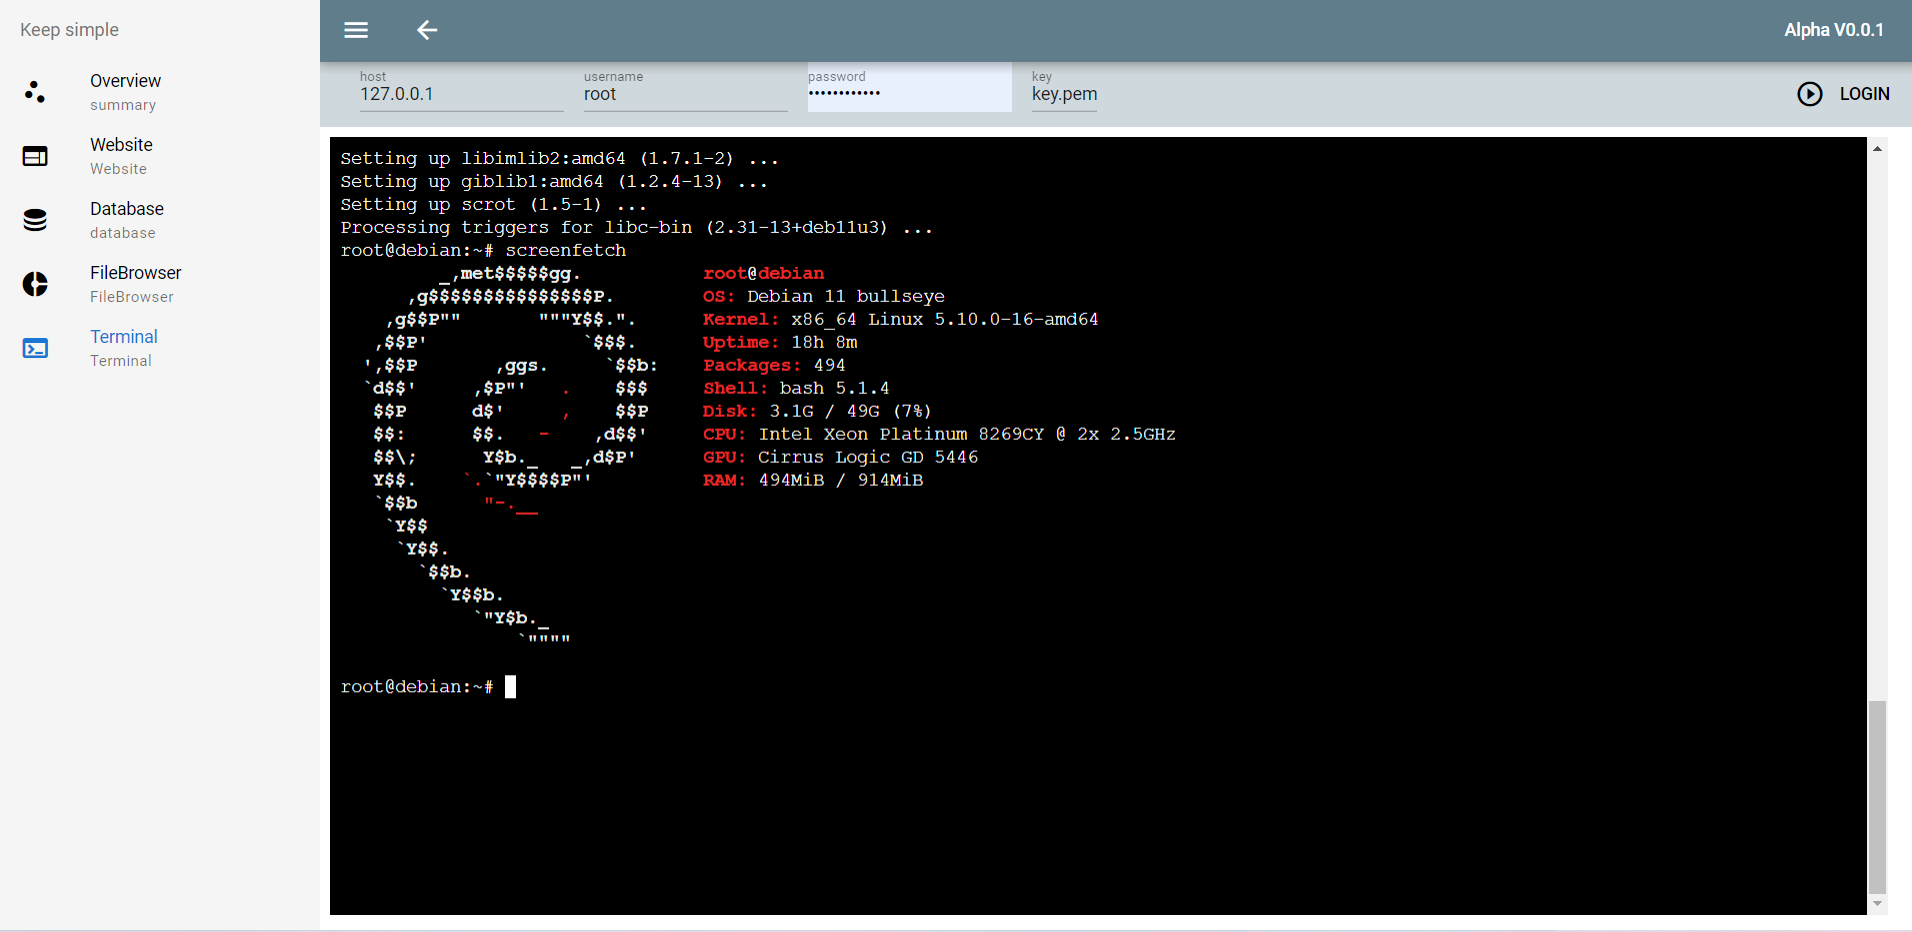 Keep simple
Overview
summary
Website
Website
Database
database
FileBrowser
FileBrowser
Terminal
Terminal
Alpha V0.0.1
host
127.0.0.1
username
root
password
••••••••••••
key
key.pem
LOGIN
Setting up libimlib2:amd64 (1.7.1-2) ...
Setting up giblib1:amd64 (1.2.4-13) ...
Setting up scrot (1.5-1) ...
Processing triggers for libc-bin (2.31-13+deb11u3) ...
root@debian:~# screenfetch
         _,met$$$$$gg.           root@debian
      ,g$$$$$$$$$$$$$$$P.        OS: Debian 11 bullseye
    ,g$$P""       """Y$$.".      Kernel: x86_64 Linux 5.10.0-16-amd64
   ,$$P'              `$$$.      Uptime: 18h 8m
  ',$$P       ,ggs.     `$$b:    Packages: 494
  `d$$'     ,$P"'   .    $$$     Shell: bash 5.1.4
   $$P      d$'     ,    $$P     Disk: 3.1G / 49G (7%)
   $$:      $$.   -    ,d$$'     CPU: Intel Xeon Platinum 8269CY @ 2x 2.5GHz
   $$\;      Y$b._   _,d$P'      GPU: Cirrus Logic GD 5446
   Y$$.    `.`"Y$$$$P"'          RAM: 494MiB / 914MiB
   `$$b      "-.__
    `Y$$
     `Y$$.
       `$$b.
         `Y$$b.
            `"Y$b._
                `""""
root@debian:~#